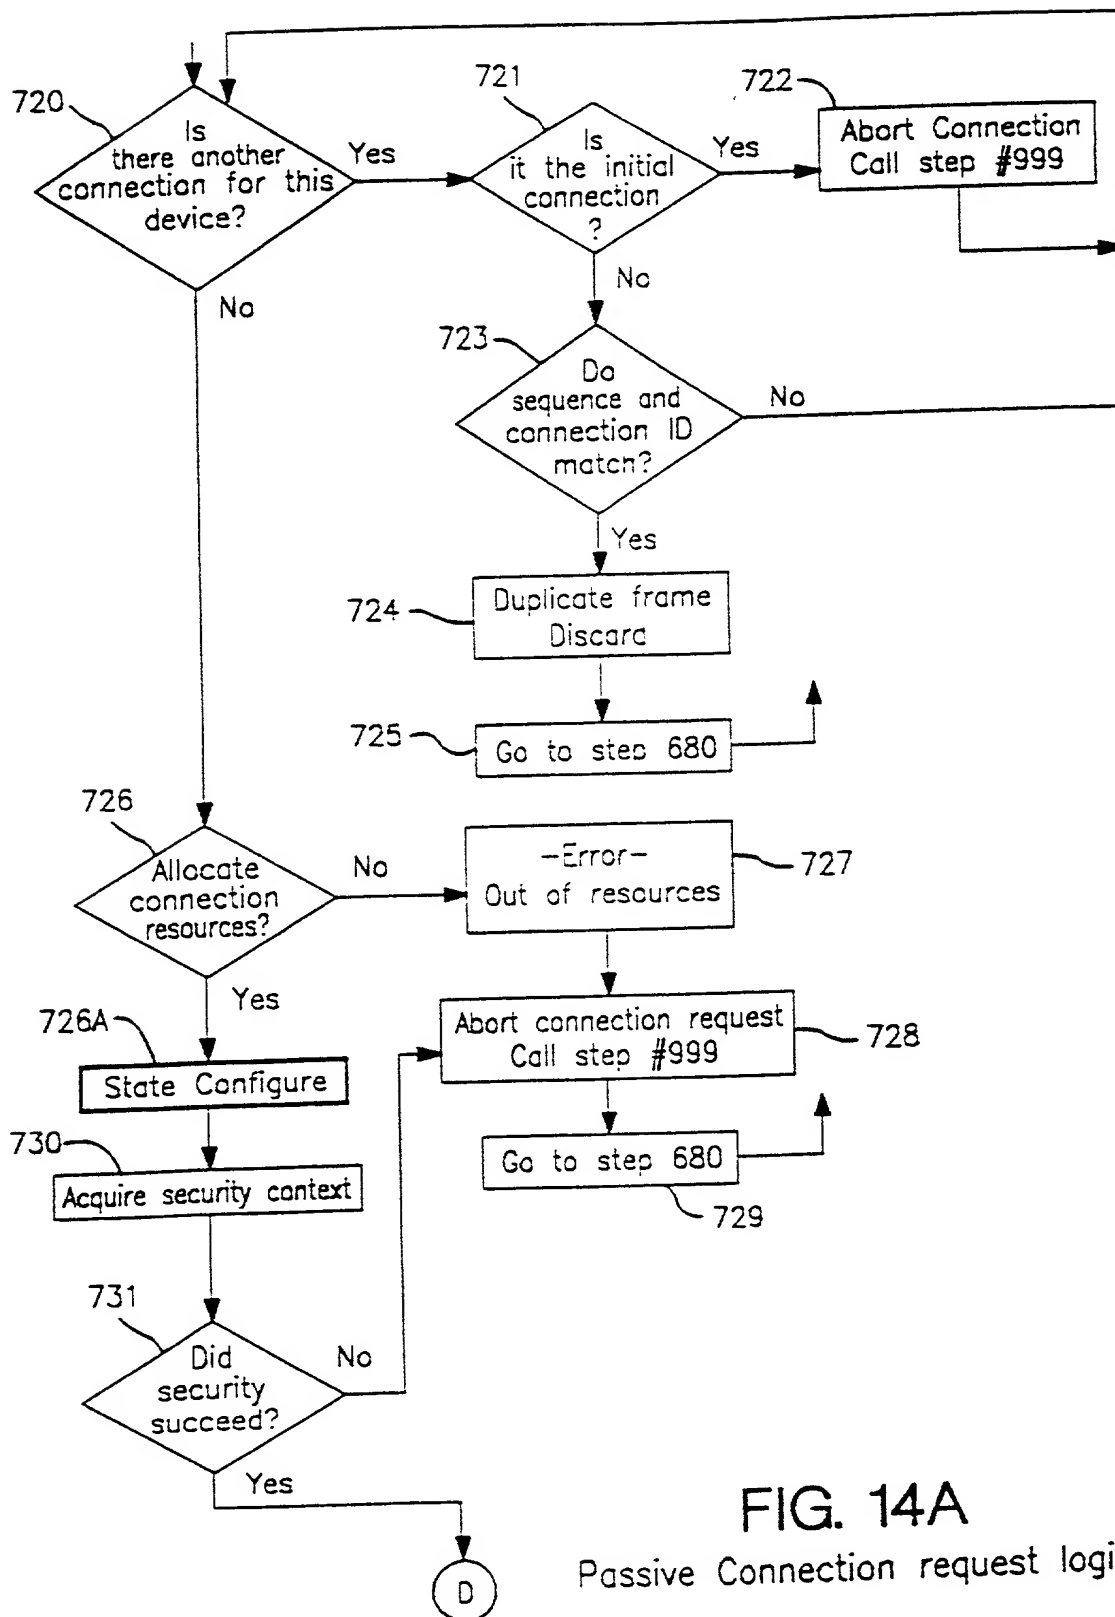 720
Is
there another
connection for this
device?
Yes
No
721
Is
it the initial
connection
?
Yes
No
722
Abort Connection
Call step #999
723
Do
sequence and
connection ID
match?
No
Yes
724
Duplicate frame
Discard
725
Go to step 680
726
Allocate
connection
resources?
No
Yes
-Error-
Out of resources
727
726A
State Configure
Abort connection request
Call step #999
728
730
Acquire security context
Go to step 680
729
731
Did
security
succeed?
No
Yes
D
FIG. 14A
Passive Connection request logi